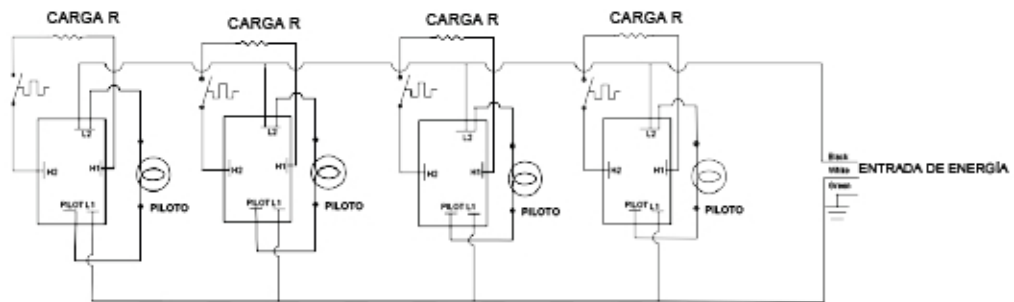 CARGA R
CARGA R
CARGA R
CARGA R
L2
L2
L2
L2
H2
H1
H2
H1
H2
H1
H2
H1
Black
White
Green
ENTRADA DE ENERGÍA
PILOT L1
PILOTO
PILOT L1
PILOTO
PILOT L1
PILOTO
PILOT L1
PILOTO